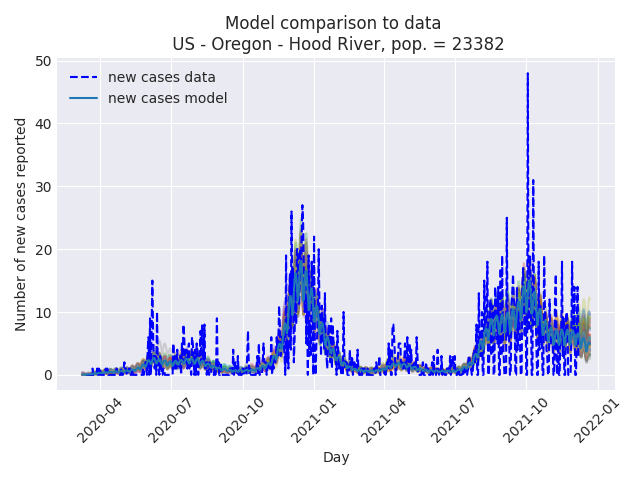 Model comparison to data
US - Oregon - Hood River, pop. = 23382
new cases data
new cases model
Number of new cases reported
50
40
30
20
10
0
2020-04
2020-07
2020-10
2021-01
2021-04
2021-07
2021-10
2022-01
Day